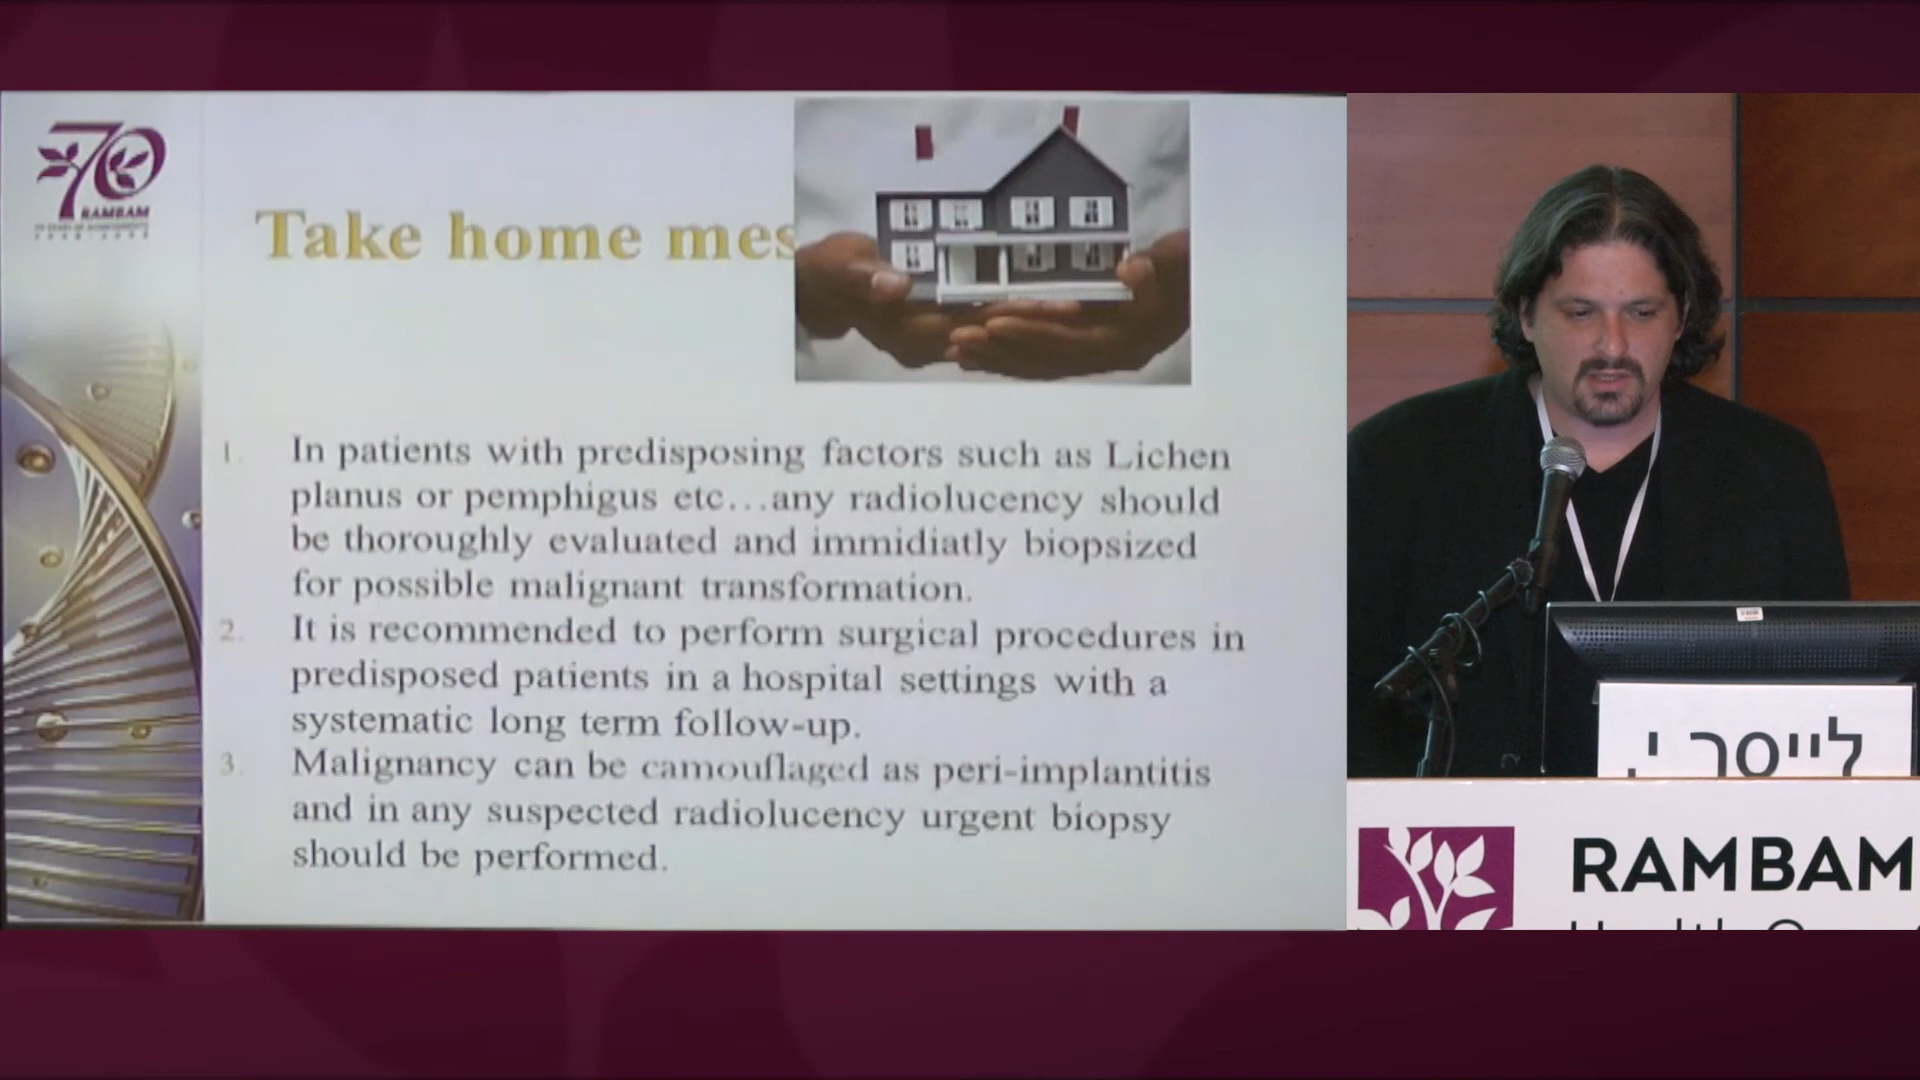 70
RAMBAM
Take home mes
1. In patients with predisposing factors such as Lichen
planus or pemphigus etc...any radiolucency should
be thoroughly evaluated and immidiatly biopsized
for possible malignant transformation.
2. It is recommended to perform surgical procedures in
predisposed patients in a hospital settings with a
systematic long term follow-up.
3. Malignancy can be camouflaged as peri-implantitis
and in any suspected radiolucency urgent biopsy
should be performed.
לייסר י.
RAMBAM